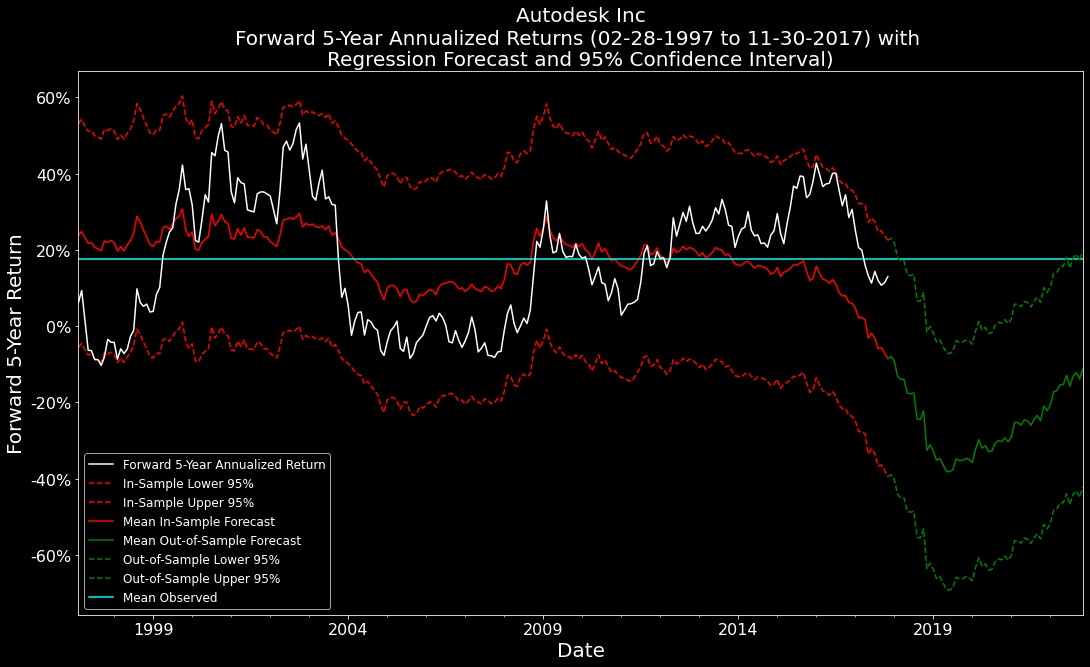 Autodesk Inc
Forward 5-Year Annualized Returns (02-28-1997 to 11-30-2017) with
Regression Forecast and 95% Confidence Interval)
Forward 5-Year Return
60%
40%
20%
0%
-20%
-40%
-60%
Forward 5-Year Annualized Return
In-Sample Lower 95%
In-Sample Upper 95%
Mean In-Sample Forecast
Mean Out-of-Sample Forecast
Out-of-Sample Lower 95%
Out-of-Sample Upper 95%
Mean Observed
1999 2004 2009 2014 2019
Date